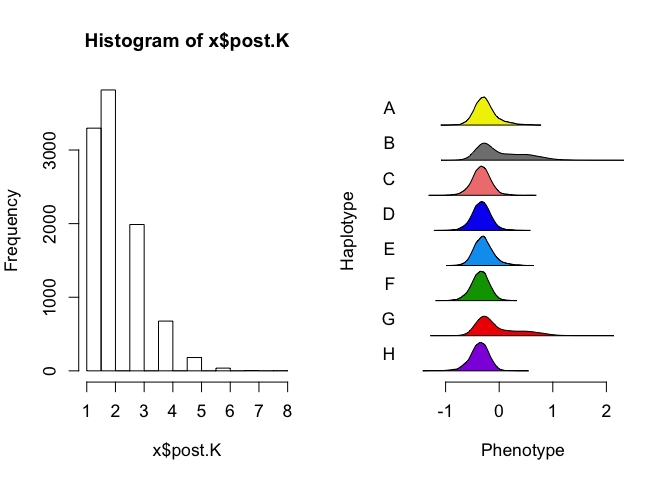 Histogram of x$post.K
Frequency
0
1000
2000
3000
1 2 3 4 5 6 7 8
x$post.K
Haplotype
A
B
C
D
E
F
G
H
-1 0 1 2
Phenotype